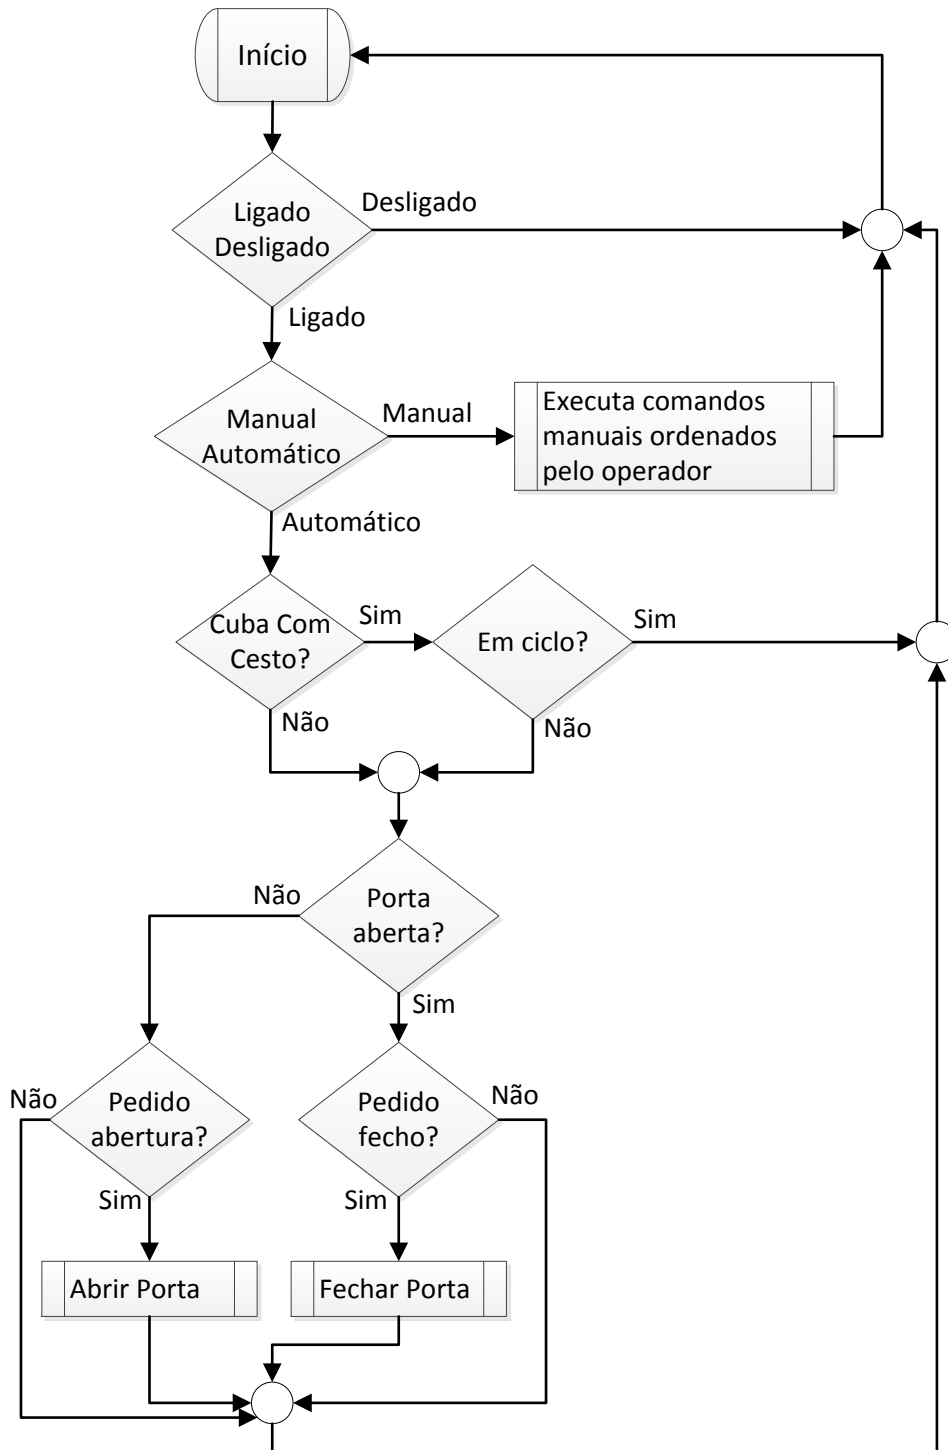 Início
Ligado
Desligado
Desligado
Ligado
Manual
Automático
Manual
Executa comandos
manuais ordenados
pelo operador
Automático
Cuba Com
Cesto?
Sim
Em ciclo?
Sim
Não
Não
Porta
aberta?
Não
Sim
Pedido
abertura?
Não
Sim
Pedido
fecho?
Não
Sim
Abrir Porta
Fechar Porta